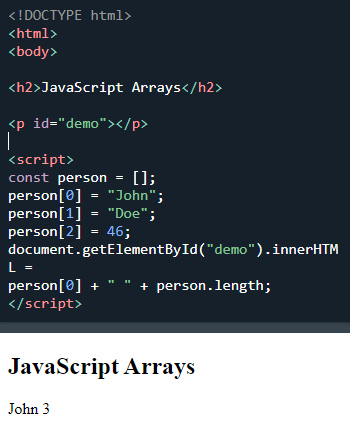 <!DOCTYPE html>
<html>
<body>
<h2>JavaScript Arrays</h2>
<p id="demo"></p>
<script>
const person = [];
person[0] = "John";
person[1] = "Doe";
person[2] = 46;
document.getElementById("demo").innerHTM
L =
person[0] + " " + person.length;
</script>
JavaScript Arrays
John 3